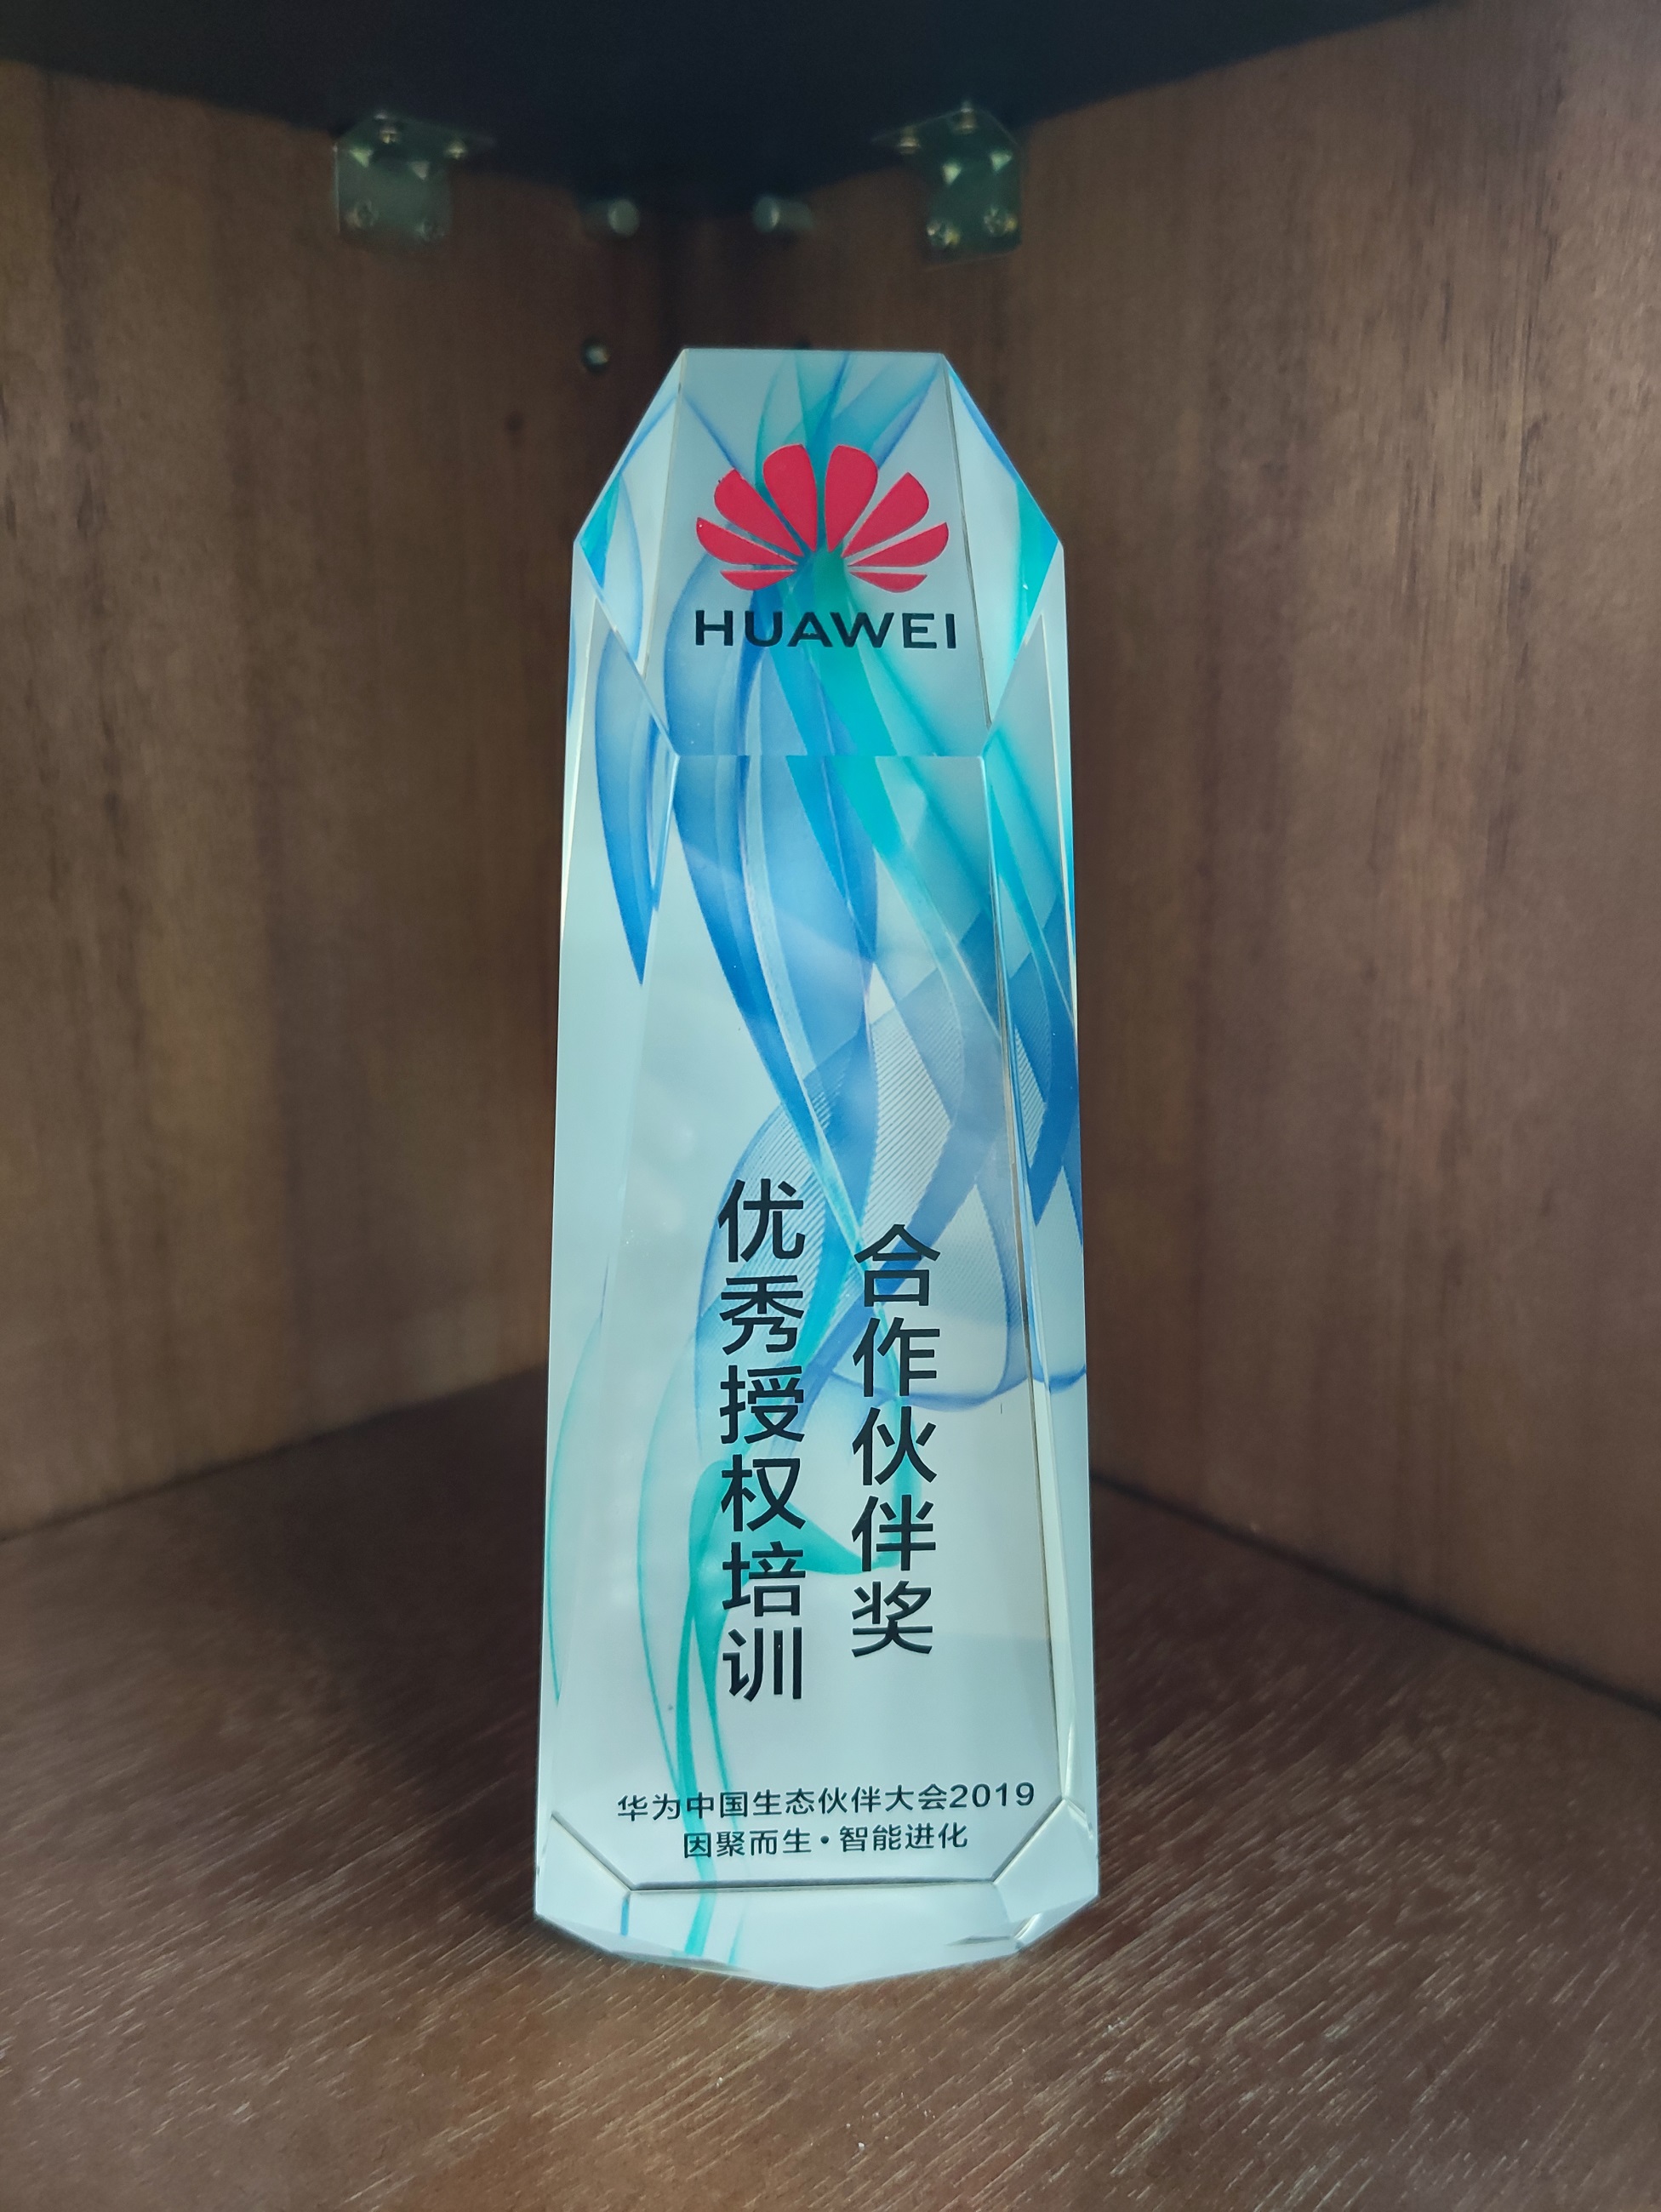 HUAWEI
优秀授权培训
合作伙伴奖
华为中国生态伙伴大会2019
因聚而生·智能进化